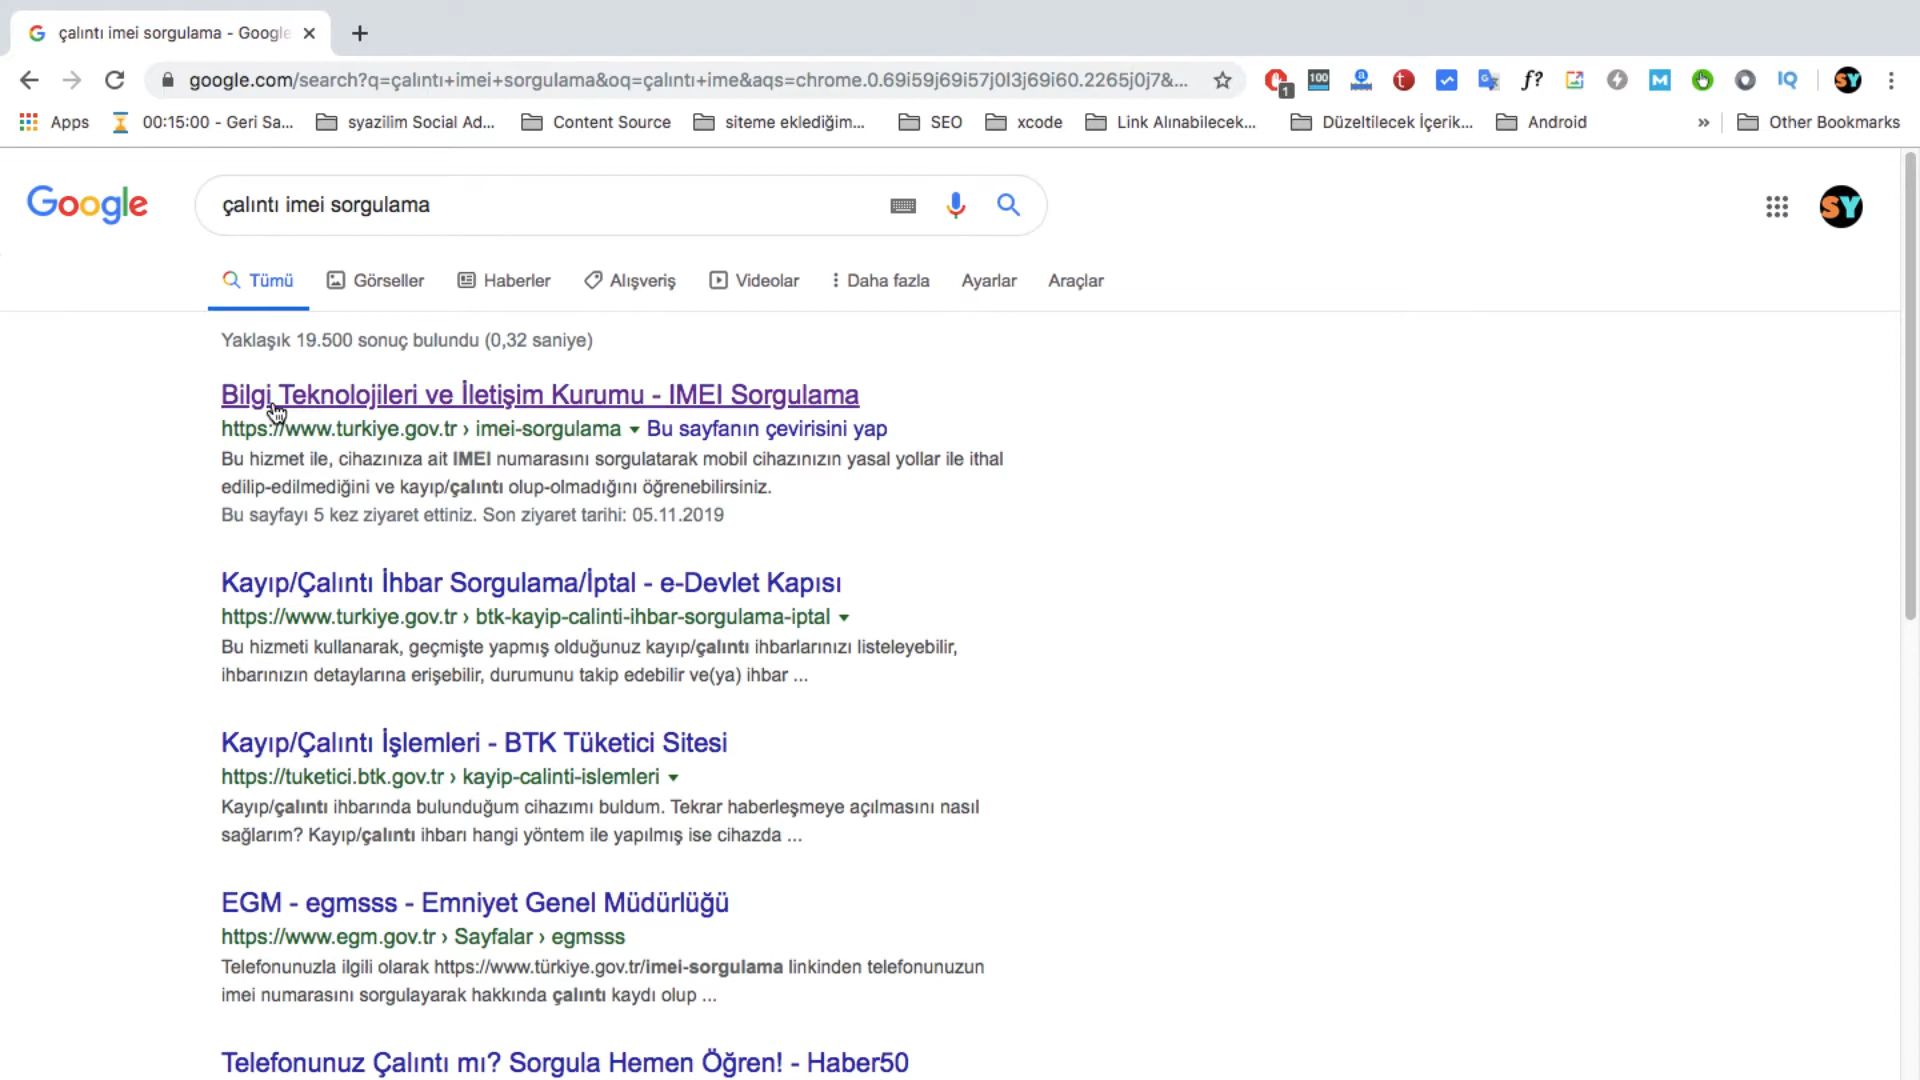 çalıntı imei sorgulama - Google
google.com/search?q=çalıntı+imei+sorgulama&oq=çalıntı+ime&aqs=chrome.0.69i59j69i57j0l3j69i60.2265j0j7&...
1
100
a
t
f?
M
IQ
SY
Apps
00:15:00 - Geri Sa...
syazilim Social Ad...
Content Source
siteme eklediğim...
SEO
xcode
Link Alınabilecek...
Düzeltilecek İçerik...
Android
»
Other Bookmarks
Google
çalıntı imei sorgulama
SY
Tümü
Görseller
Haberler
Alışveriş
Videolar
Daha fazla
Ayarlar
Araçlar
Yaklaşık 19.500 sonuç bulundu (0,32 saniye)
Bilgi Teknolojileri ve İletişim Kurumu - IMEI Sorgulama
https://www.turkiye.gov.tr › imei-sorgulama ▾ Bu sayfanın çevirisini yap
Bu hizmet ile, cihazınıza ait IMEI numarasını sorgulatarak mobil cihazınızın yasal yollar ile ithal
edilip-edilmediğini ve kayıp/çalıntı olup-olmadığını öğrenebilirsiniz.
Bu sayfayı 5 kez ziyaret ettiniz. Son ziyaret tarihi: 05.11.2019
Kayıp/Çalıntı İhbar Sorgulama/İptal - e-Devlet Kapısı
https://www.turkiye.gov.tr › btk-kayip-calinti-ihbar-sorgulama-iptal ▾
Bu hizmeti kullanarak, geçmişte yapmış olduğunuz kayıp/çalıntı ihbarlarınızı listeleyebilir,
ihbarınızın detaylarına erişebilir, durumunu takip edebilir ve(ya) ihbar ...
Kayıp/Çalıntı İşlemleri - BTK Tüketici Sitesi
https://tuketici.btk.gov.tr › kayip-calinti-islemleri ▾
Kayıp/çalıntı ihbarında bulunduğum cihazımı buldum. Tekrar haberleşmeye açılmasını nasıl
sağlarım? Kayıp/çalıntı ihbarı hangi yöntem ile yapılmış ise cihazda ...
EGM - egmsss - Emniyet Genel Müdürlüğü
https://www.egm.gov.tr › Sayfalar › egmsss
Telefonunuzla ilgili olarak https://www.türkiye.gov.tr/imei-sorgulama linkinden telefonunuzun
imei numarasını sorgulayarak hakkında çalıntı kaydı olup ...
Telefonunuz Çalıntı mı? Sorgula Hemen Öğren! - Haber50